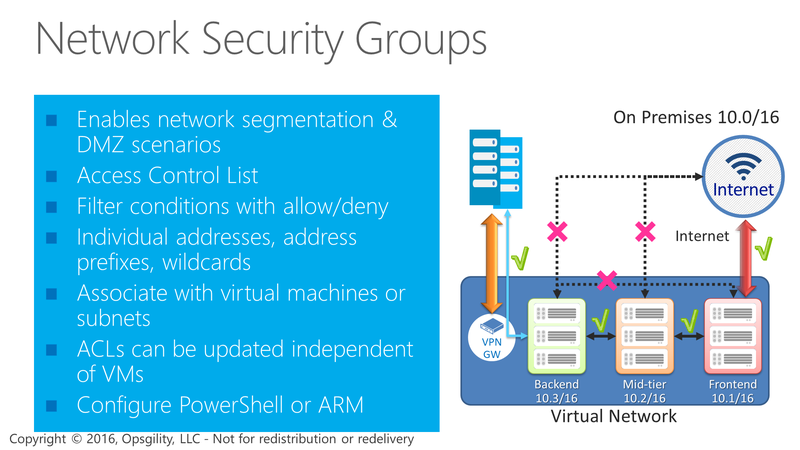 Network Security Groups
Enables network segmentation &
DMZ scenarios
Access Control List
Filter conditions with allow/deny
Individual addresses, address
prefixes, wildcards
Associate with virtual machines or
subnets
ACLs can be updated independent
of VMs
Configure PowerShell or ARM
On Premises 10.0/16
Internet
Internet
VPN
GW
Backend
10.3/16
Mid-tier
10.2/16
Frontend
10.1/16
Virtual Network
Copyright © 2016, Opsgility, LLC - Not for redistribution or redelivery